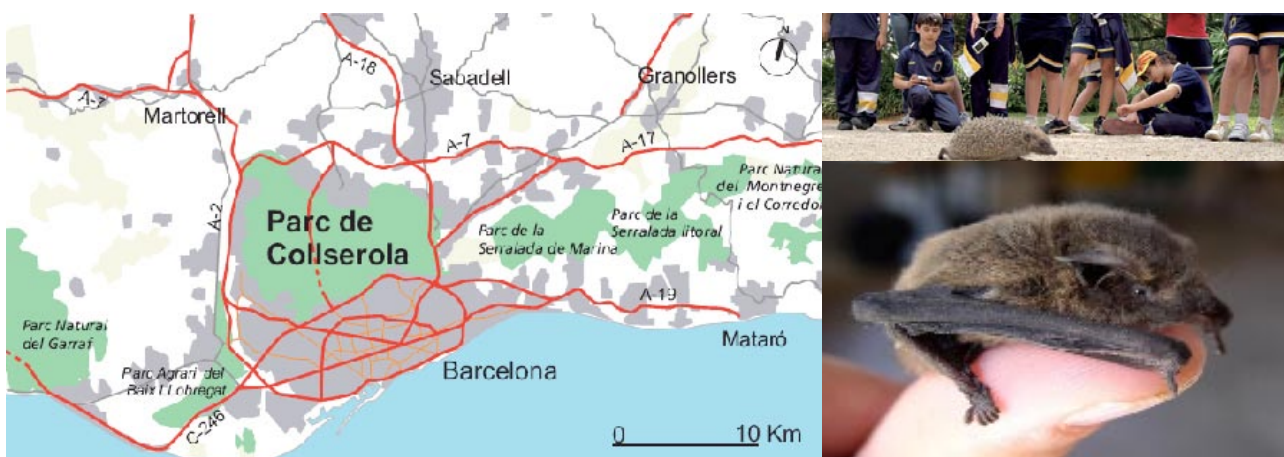 A-18
Sabadell
Granollers
N
A-7
Martorell
A-7
A-17
Parc Natura
del Montnegre
i el Corredor
Parc de
Collserola
A-2
Parc de la
Serralada litoral
Parc de la
Serralada de Marina
A-19
Parc Natural
del Garraf
Mataró
Parc Agrari del
Baix Llobregat
Barcelona
C-246
0 10 Km